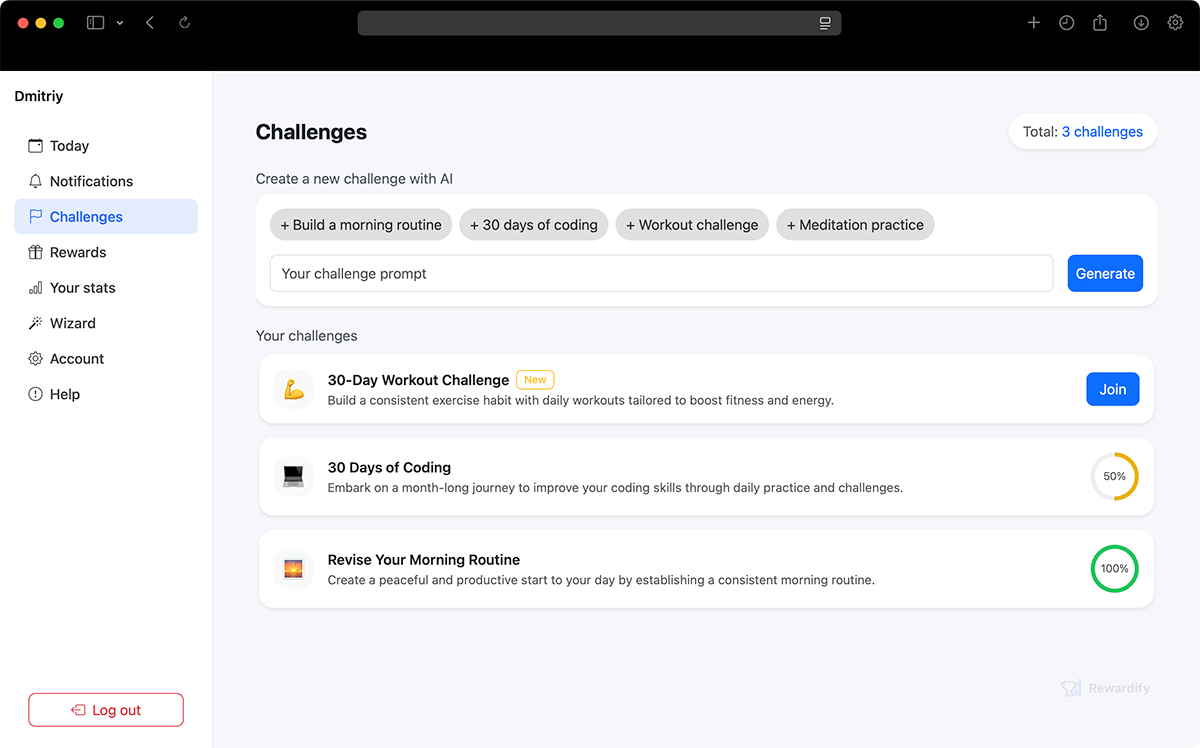 Dmitriy
Today
Notifications
Challenges
Rewards
Your stats
Wizard
Account
Help
Log out
Challenges
Total: 3 challenges
Create a new challenge with AI
+ Build a morning routine
+ 30 days of coding
+ Workout challenge
+ Meditation practice
Your challenge prompt
Generate
Your challenges
30-Day Workout Challenge New
Build a consistent exercise habit with daily workouts tailored to boost fitness and energy.
Join
30 Days of Coding
Embark on a month-long journey to improve your coding skills through daily practice and challenges.
50%
Revise Your Morning Routine
Create a peaceful and productive start to your day by establishing a consistent morning routine.
100%
Rewardify